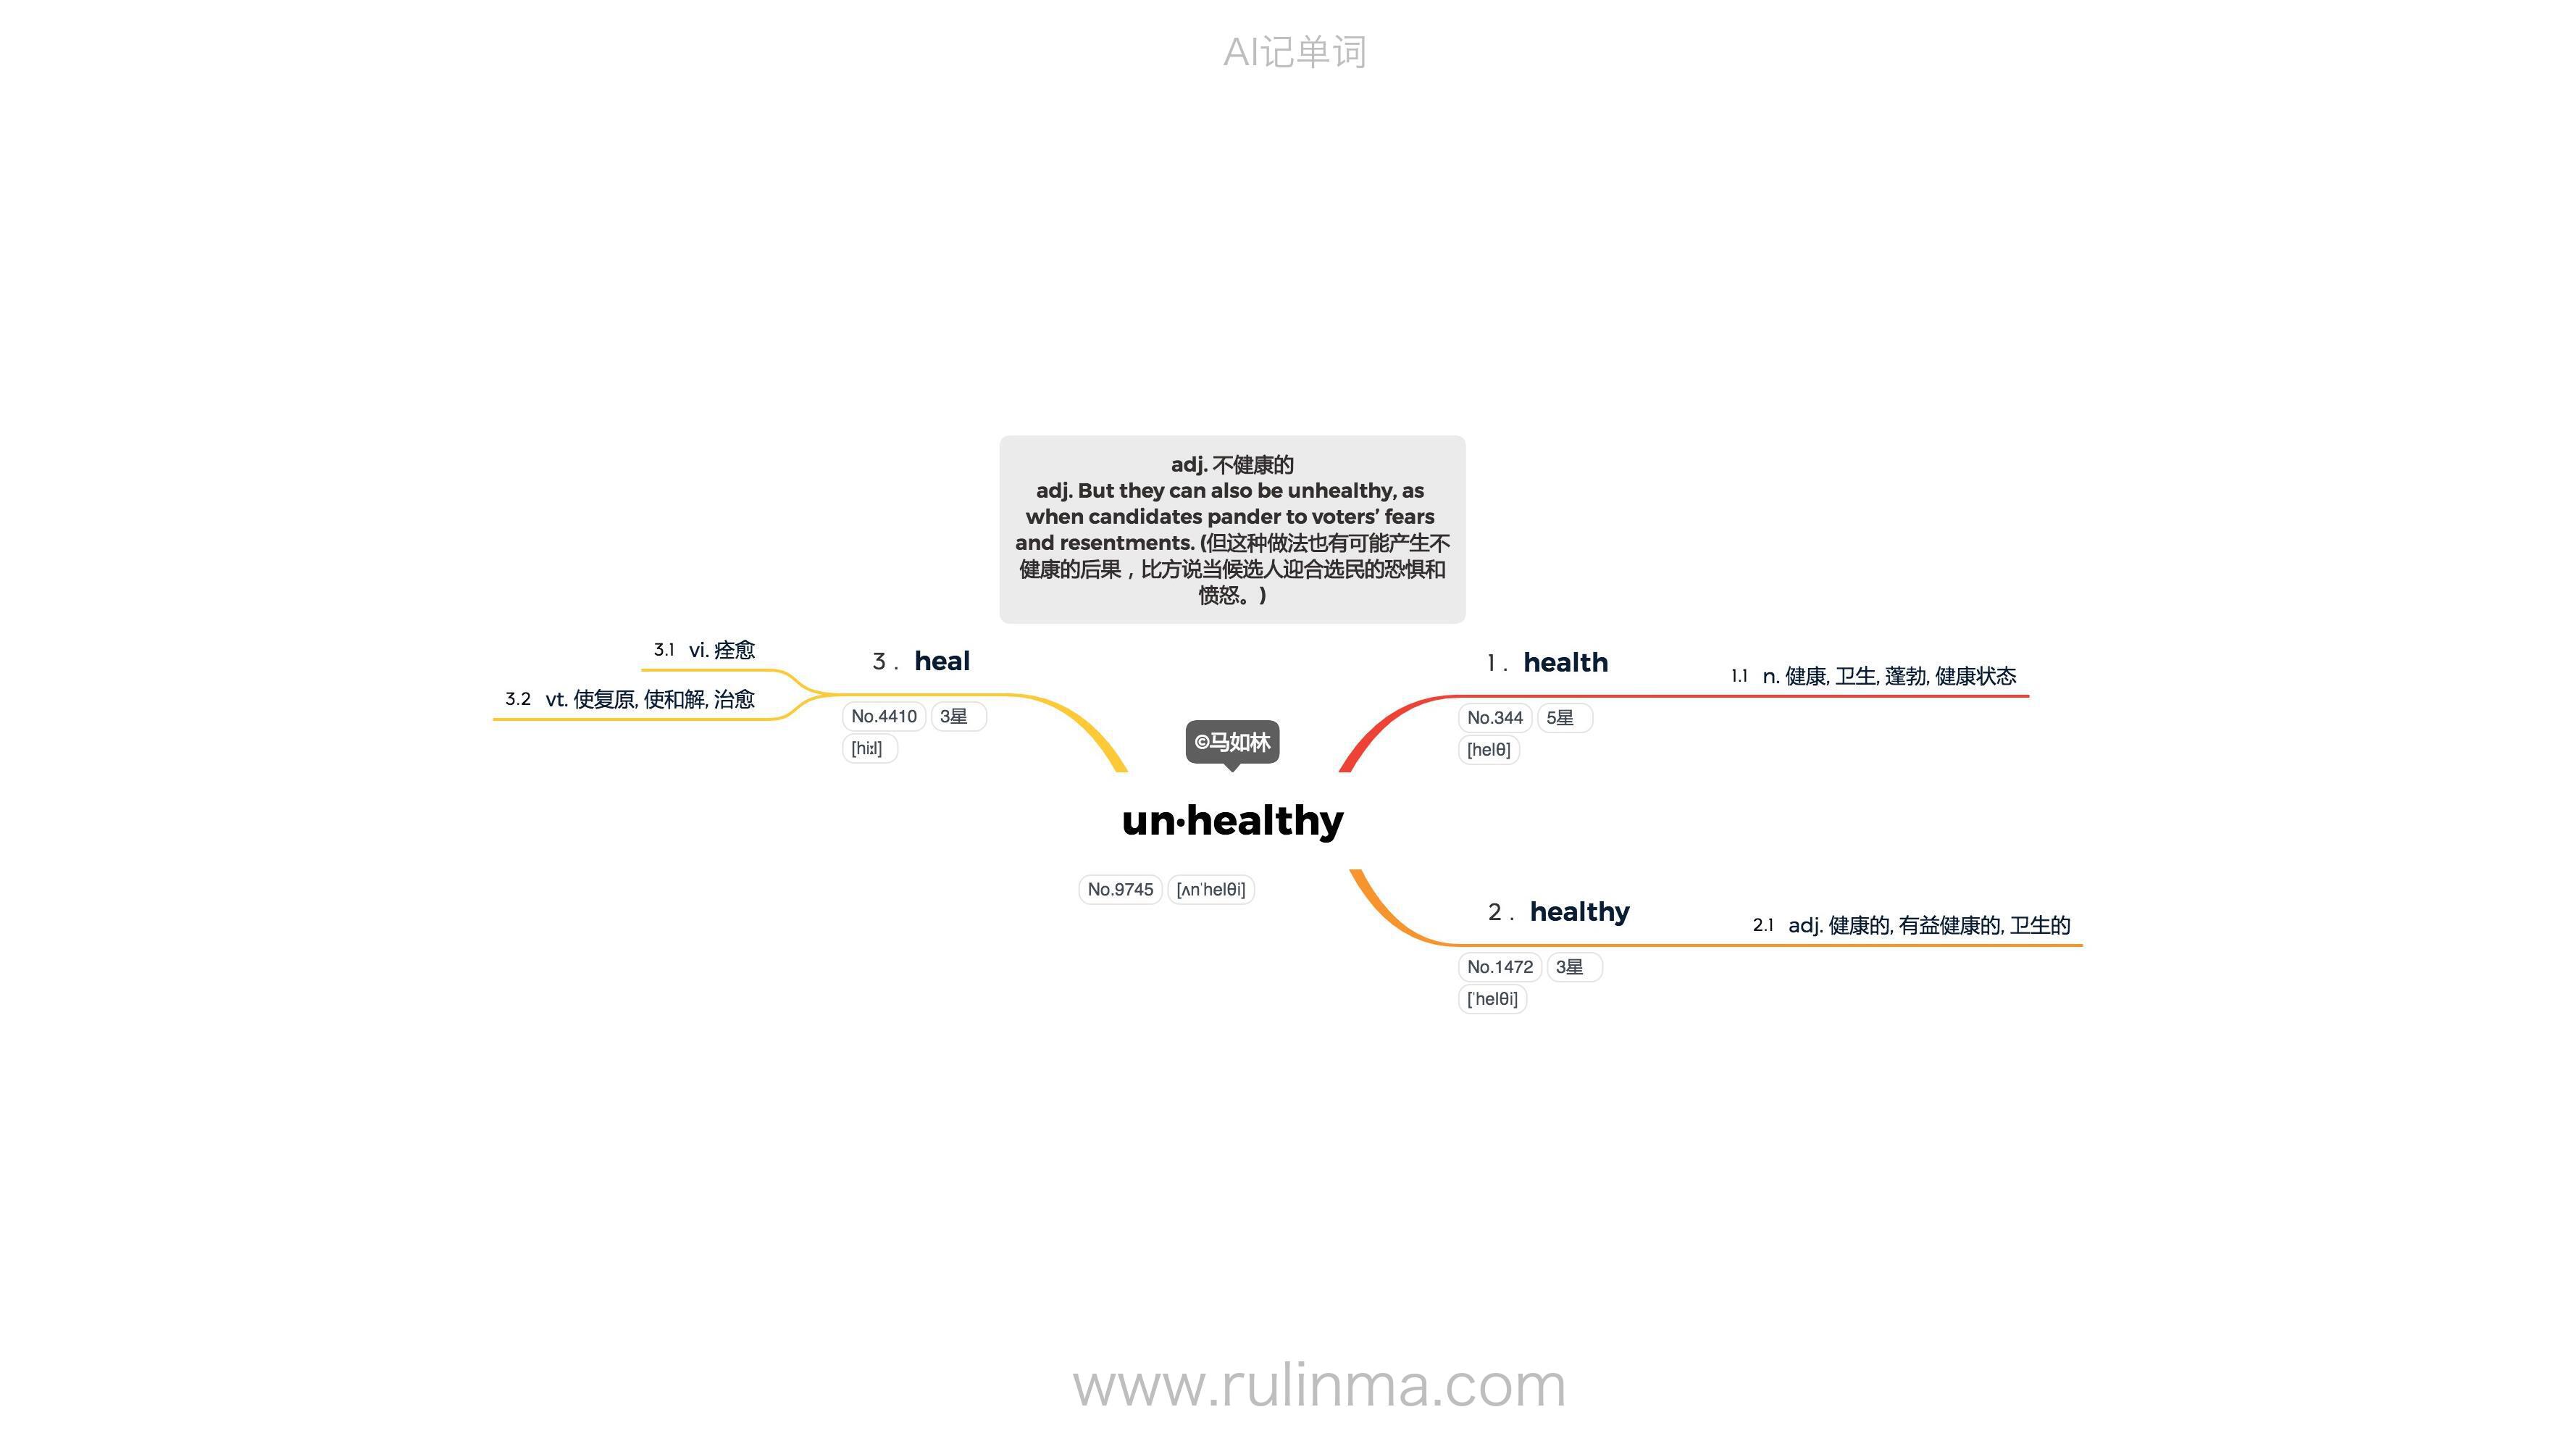 AI记单词
adj. 不健康的
adj. But they can also be unhealthy, as
when candidates pander to voters’ fears
and resentments. (但这种做法也有可能产生不
健康的后果，比方说当候选人迎合选民的恐惧和
愤怒。)
3.1 vi. 痊愈
3.2 vt. 使复原, 使和解, 治愈
3 . heal
No.4410 3星
[hiːl]
©马如林
un·healthy
No.9745 [ʌnˈhelθi]
1 . health
No.344 5星
[helθ]
1.1 n. 健康, 卫生, 蓬勃, 健康状态
2 . healthy
No.1472 3星
[ˈhelθi]
2.1 adj. 健康的, 有益健康的, 卫生的
www.rulinma.com